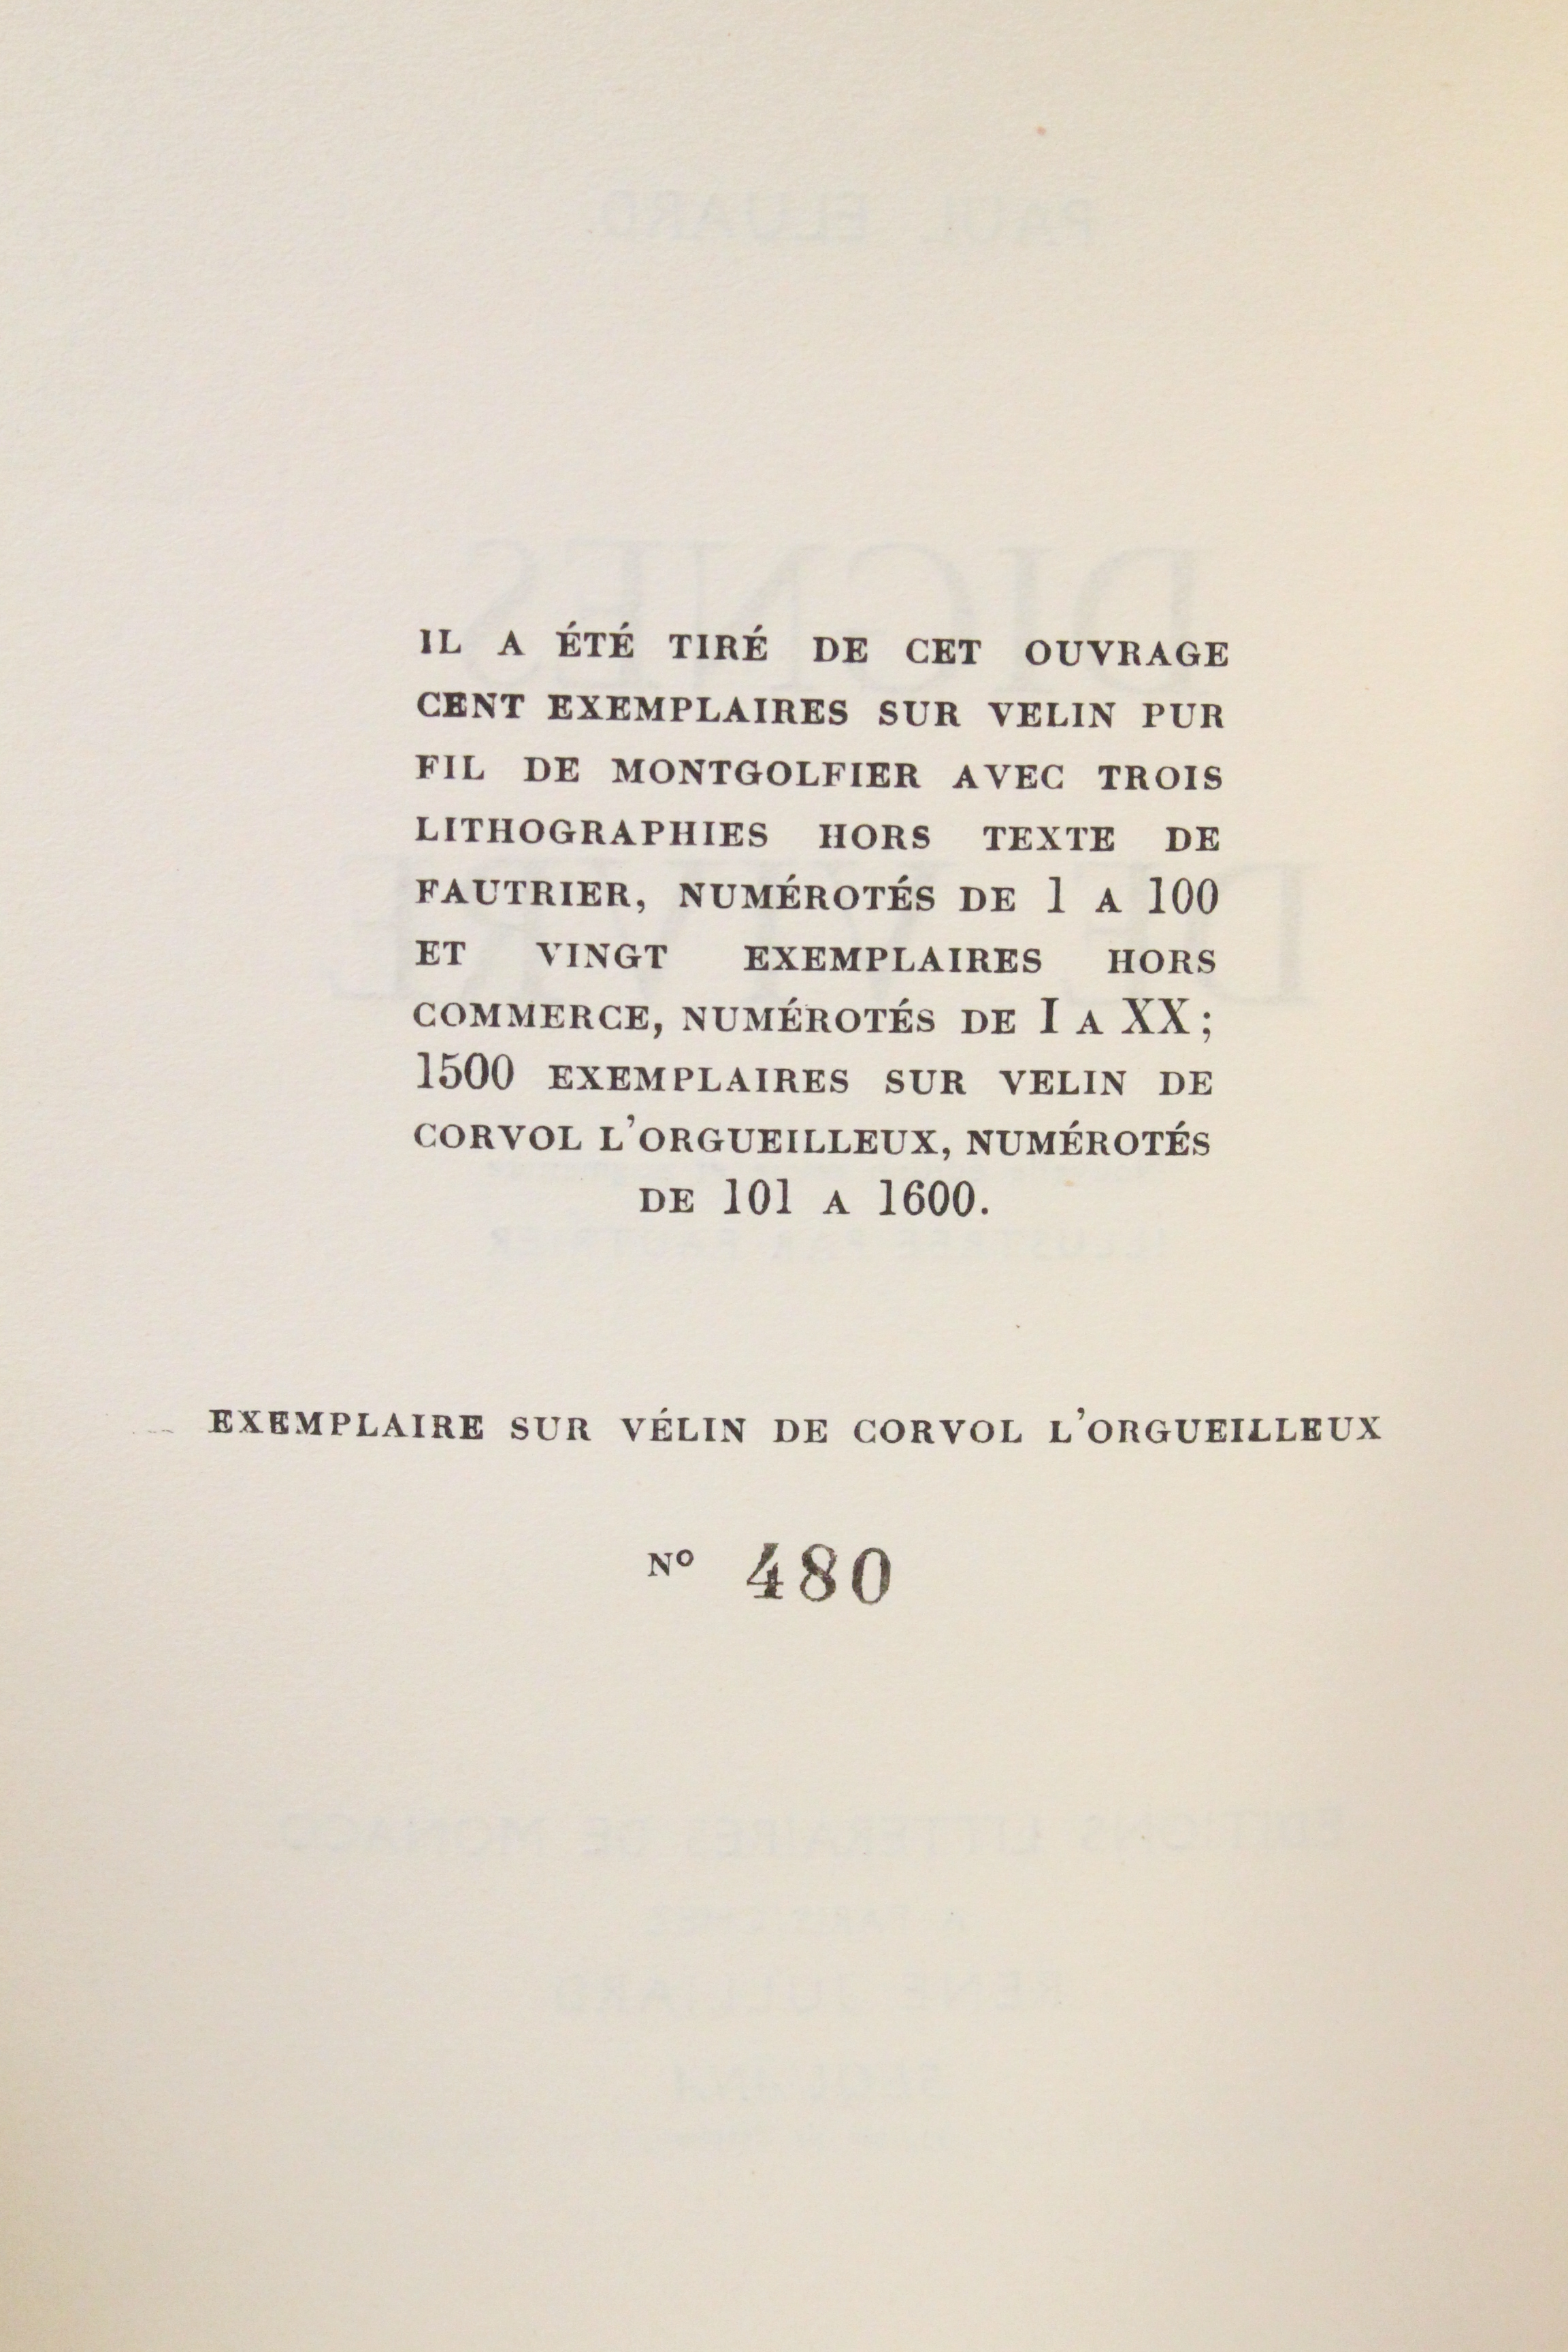 IL A ÉTÉ TIRÉ DE CET OUVRAGE
CENT EXEMPLAIRES SUR VELIN PUR
FIL DE MONTGOLFIER AVEC TROIS
LITHOGRAPHIES HORS TEXTE DE
FAUTRIER, NUMÉROTÉS DE 1 A 100
ET VINGT EXEMPLAIRES HORS
COMMERCE, NUMÉROTÉS DE I A XX;
1500 EXEMPLAIRES SUR VELIN DE
CORVOL L'ORGUEILLEUX, NUMÉROTÉS
DE 101 A 1600.
EXEMPLAIRE SUR VÉLIN DE CORVOL L'ORGUEILLEUX
Nº 480